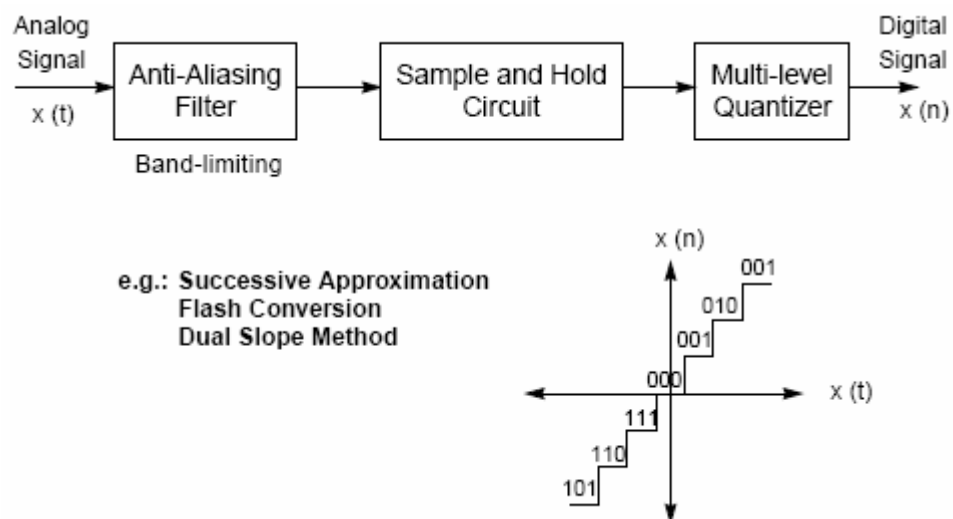 Analog
Signal
x (t)
Anti-Aliasing
Filter
Band-limiting
Sample and Hold
Circuit
Multi-level
Quantizer
Digital
Signal
x (n)
e.g.: Successive Approximation
Flash Conversion
Dual Slope Method
x (n)
001
010
001
000
x (t)
111
110
101